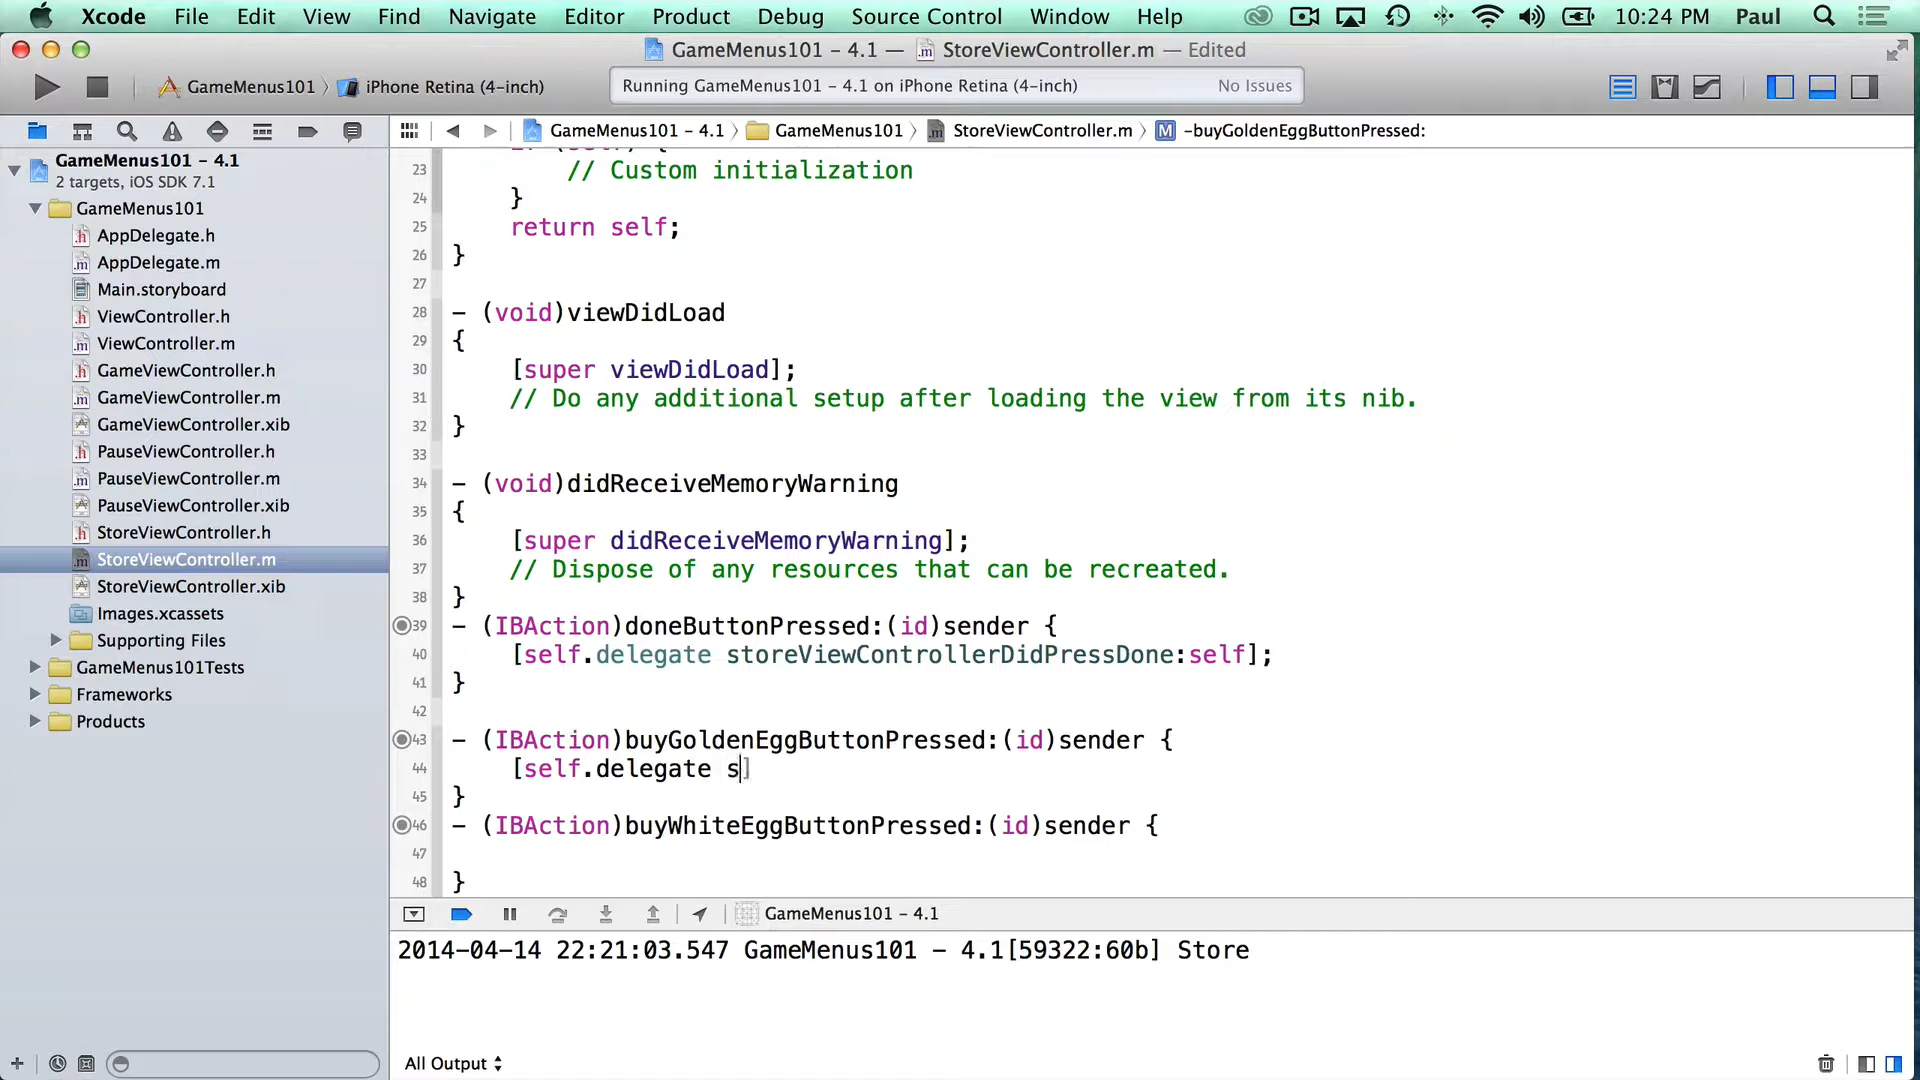 Xcode File Edit View Find Navigate Editor Product Debug Source Control Window Help 10:24 PM Paul
GameMenus101 - 4.1 — StoreViewController.m — Edited
GameMenus101 iPhone Retina (4-inch) Running GameMenus101 - 4.1 on iPhone Retina (4-inch) No Issues
GameMenus101 - 4.1 GameMenus101 StoreViewController.m M -buyGoldenEggButtonPressed:
GameMenus101 - 4.1
2 targets, iOS SDK 7.1
GameMenus101
AppDelegate.h
AppDelegate.m
Main.storyboard
ViewController.h
ViewController.m
GameViewController.h
GameViewController.m
GameViewController.xib
PauseViewController.h
PauseViewController.m
PauseViewController.xib
StoreViewController.h
StoreViewController.m
StoreViewController.xib
Images.xcassets
Supporting Files
GameMenus101Tests
Frameworks
Products
23 // Custom initialization
24 }
25 return self;
26 }
27
28 - (void)viewDidLoad
29 {
30 [super viewDidLoad];
31 // Do any additional setup after loading the view from its nib.
32 }
33
34 - (void)didReceiveMemoryWarning
35 {
36 [super didReceiveMemoryWarning];
37 // Dispose of any resources that can be recreated.
38 }
39 - (IBAction)doneButtonPressed:(id)sender {
40 [self.delegate storeViewControllerDidPressDone:self];
41 }
42
43 - (IBAction)buyGoldenEggButtonPressed:(id)sender {
44 [self.delegate s]
45 }
46 - (IBAction)buyWhiteEggButtonPressed:(id)sender {
47
48 }
GameMenus101 - 4.1
2014-04-14 22:21:03.547 GameMenus101 - 4.1[59322:60b] Store
All Output